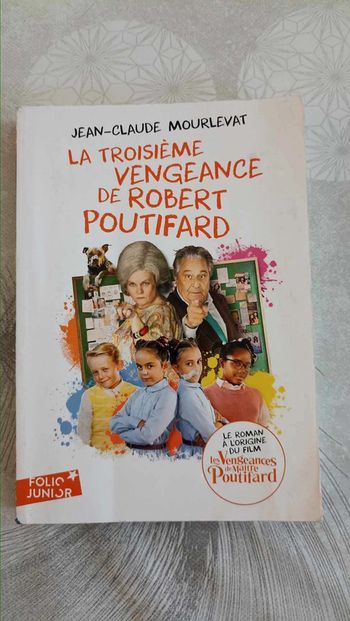 JEAN-CLAUDE MOURLEVAT
LA TROISIÈME
VENGEANCE
DE ROBERT
POUTIFARD
LE ROMAN
À L'ORIGINE
DU FILM
Les Vengeances
de Maître
Poutifard
FOLIO
JUNIOR